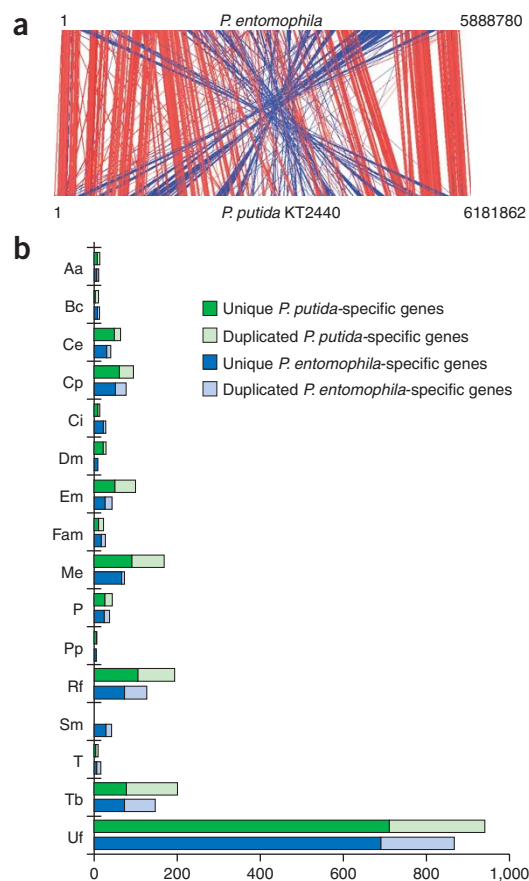 a
1 P. entomophila 5888780
1 P. putida KT2440 6181862
b
Unique P. putida-specific genes
Duplicated P. putida-specific genes
Unique P. entomophila-specific genes
Duplicated P. entomophila-specific genes
Aa
Bc
Ce
Cp
Ci
Dm
Em
Fam
Me
P
Pp
Rf
Sm
T
Tb
Uf
0 200 400 600 800 1,000